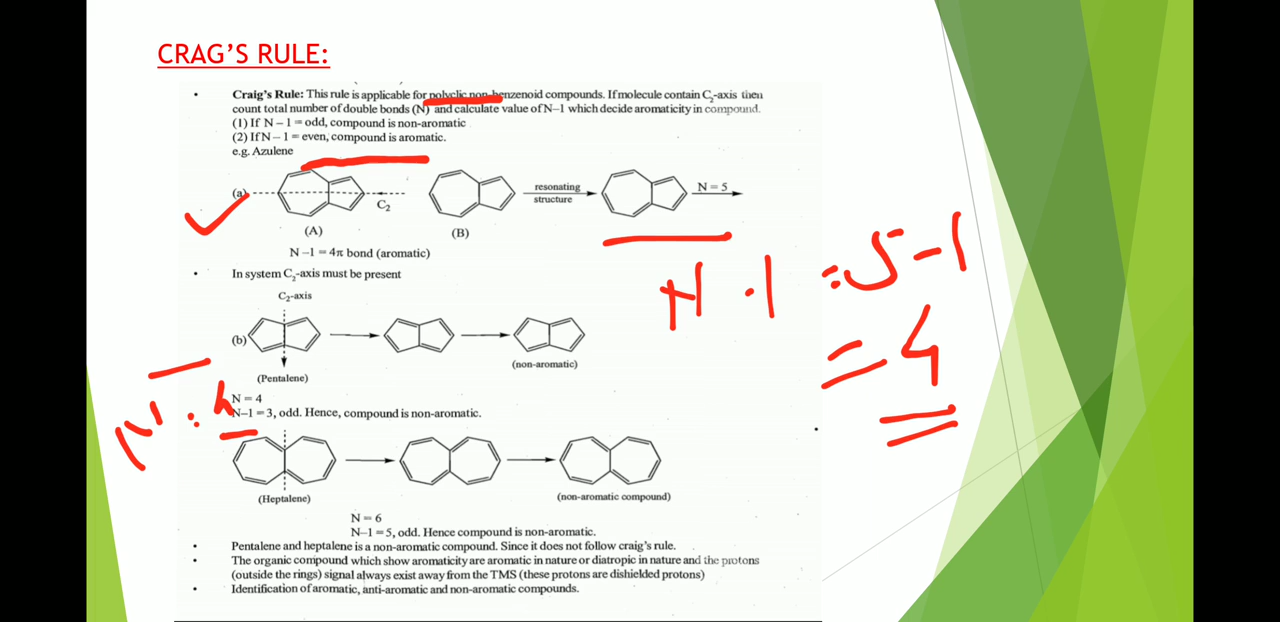 CRAG'S RULE:
• Craig's Rule: This rule is applicable for polyclic non-benzenoid compounds. If molecule contain C₂-axis then
count total number of double bonds (N) and calculate value of N–1 which decide aromaticity in compound.
(1) If N – 1 = odd, compound is non-aromatic
(2) If N – 1 = even, compound is aromatic.
e.g. Azulene
(a)
C₂
resonating
structure
N = 5
(A)
(B)
N –1 = 4π bond (aromatic)
N - 1 = 5 - 1
= 4
• In system C₂-axis must be present
C₂-axis
(b)
(Pentalene)
(non-aromatic)
N = 4
N–1 = 3, odd. Hence, compound is non-aromatic.
(Heptalene)
(non-aromatic compound)
N = 6
N–1 = 5, odd. Hence compound is non-aromatic.
• Pentalene and heptalene is a non-aromatic compound. Since it does not follow craig's rule.
• The organic compound which show aromaticity are aromatic in nature or diatropic in nature and the protons
(outside the rings) signal always exist away from the TMS (these protons are dishielded protons)
• Identification of aromatic, anti-aromatic and non-aromatic compounds.